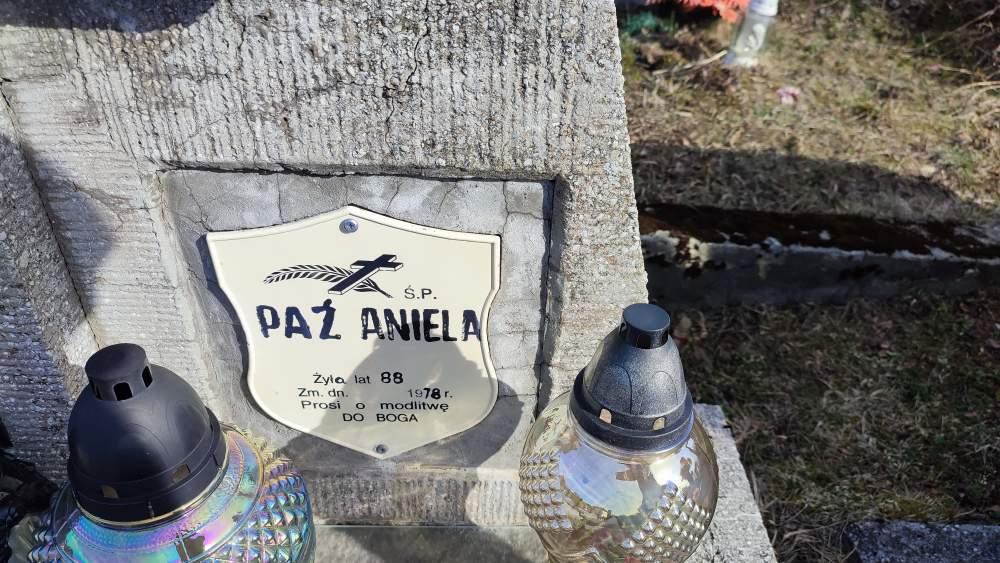 Ś.P.
PAŹ ANIELA
Żyła lat 88
Zm. dn. 1978 r.
Prosi o modlitwę
DO BOGA